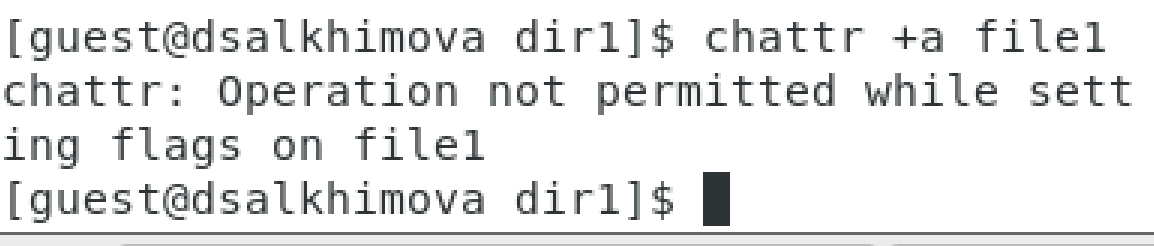 [guest@dsalkhimova dir1]$ chattr +a file1
chattr: Operation not permitted while sett
ing flags on file1
[guest@dsalkhimova dir1]$